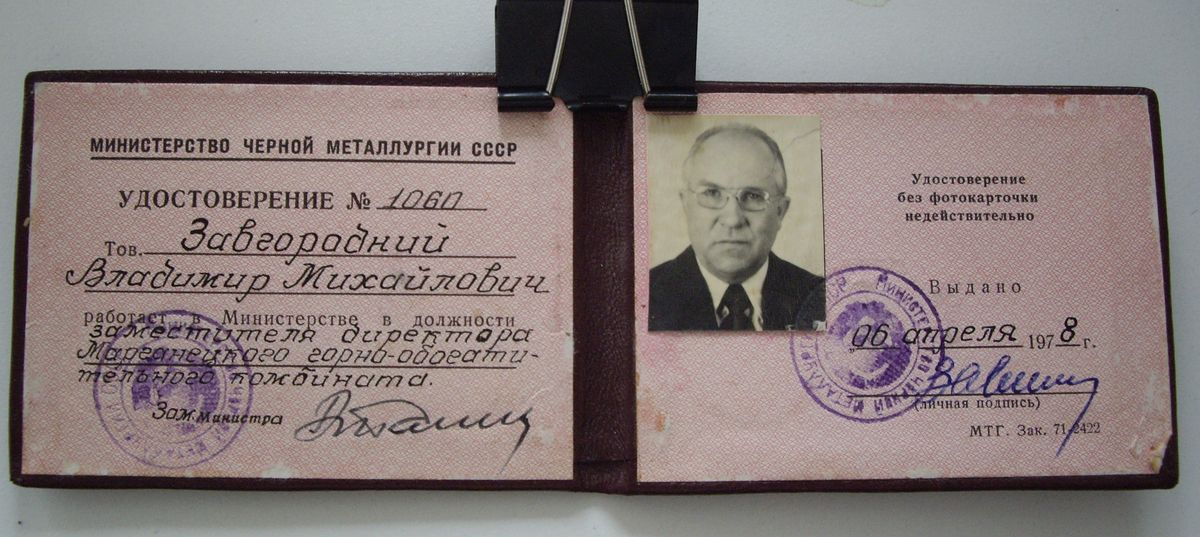 МИНИСТЕРСТВО ЧЕРНОЙ МЕТАЛЛУРГИИ СССР
УДОСТОВЕРЕНИЕ № 1060
Тов. Завгородний
Владимир Михайлович
работает в Министерстве в должности
заместителя директора
Марганецкого горно-обогати-
тельного комбината.
Зам. Министра
Удостоверение
без фотокарточки
недействительно
Выдано
„06 апреля 1978 г.
(личная подпись)
МТГ. Зак. 71-2422